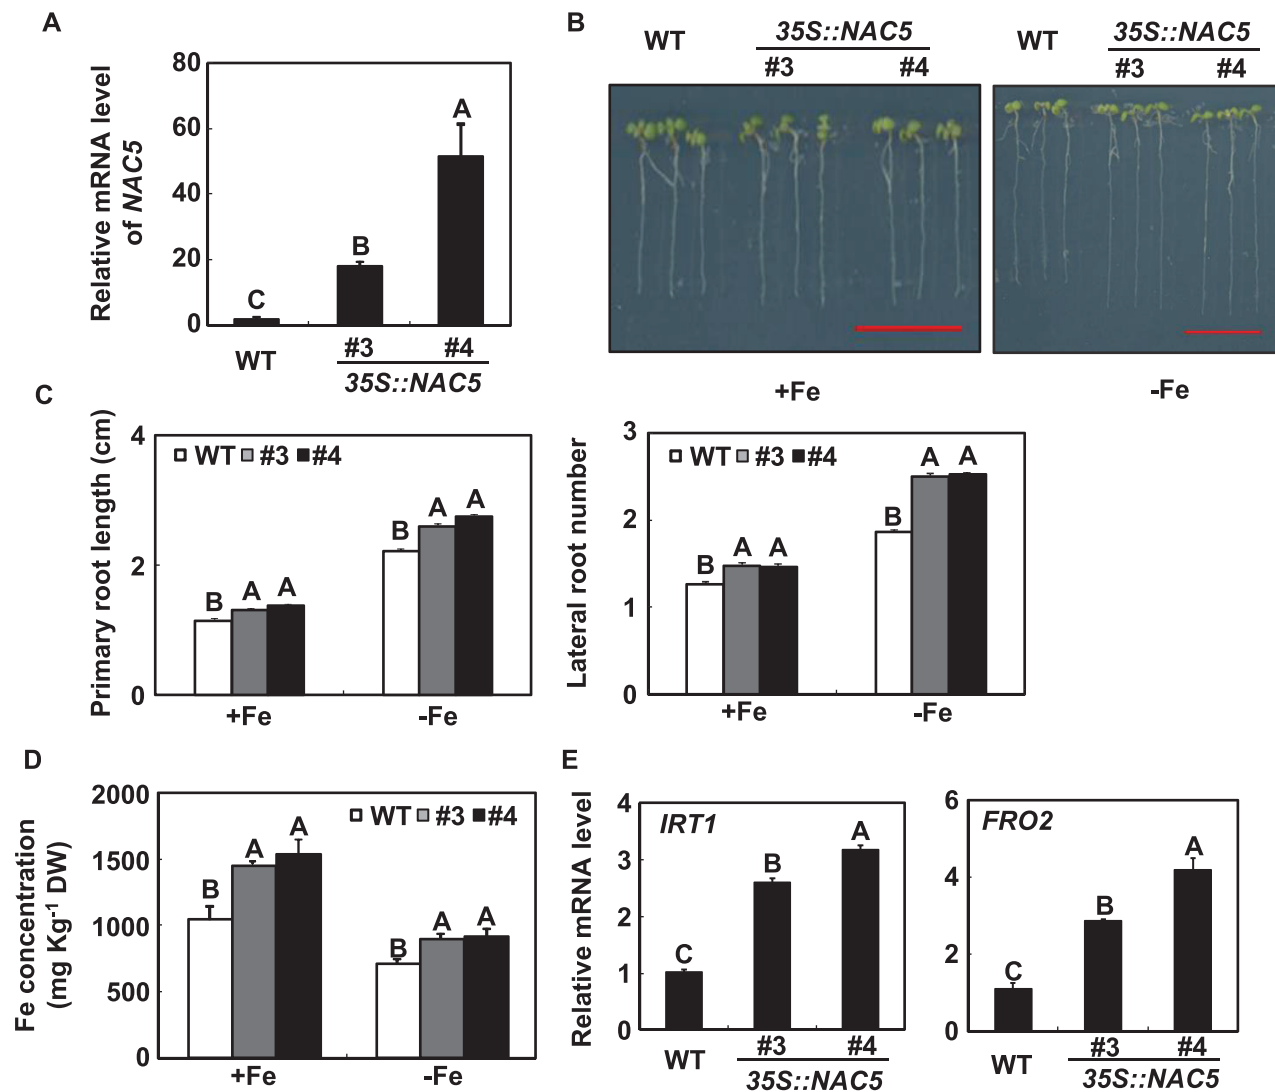 A
Relative mRNA level
of NAC5
80
60
40
20
0
C
B
A
WT
#3
#4
35S::NAC5
B
WT
35S::NAC5
#3
#4
WT
35S::NAC5
#3
#4
+Fe
-Fe
C
Primary root length (cm)
4
2
0
WT #3 #4
B
A
A
B
A
A
+Fe
-Fe
Lateral root number
3
2
1
0
WT #3 #4
B
A
A
B
A
A
+Fe
-Fe
D
Fe concentration
(mg Kg-1 DW)
2000
1500
1000
500
0
WT #3 #4
B
A
A
B
A
A
+Fe
-Fe
E
Relative mRNA level
4
3
2
1
0
IRT1
C
B
A
WT
#3
#4
35S::NAC5
6
4
2
0
FRO2
C
B
A
WT
#3
#4
35S::NAC5